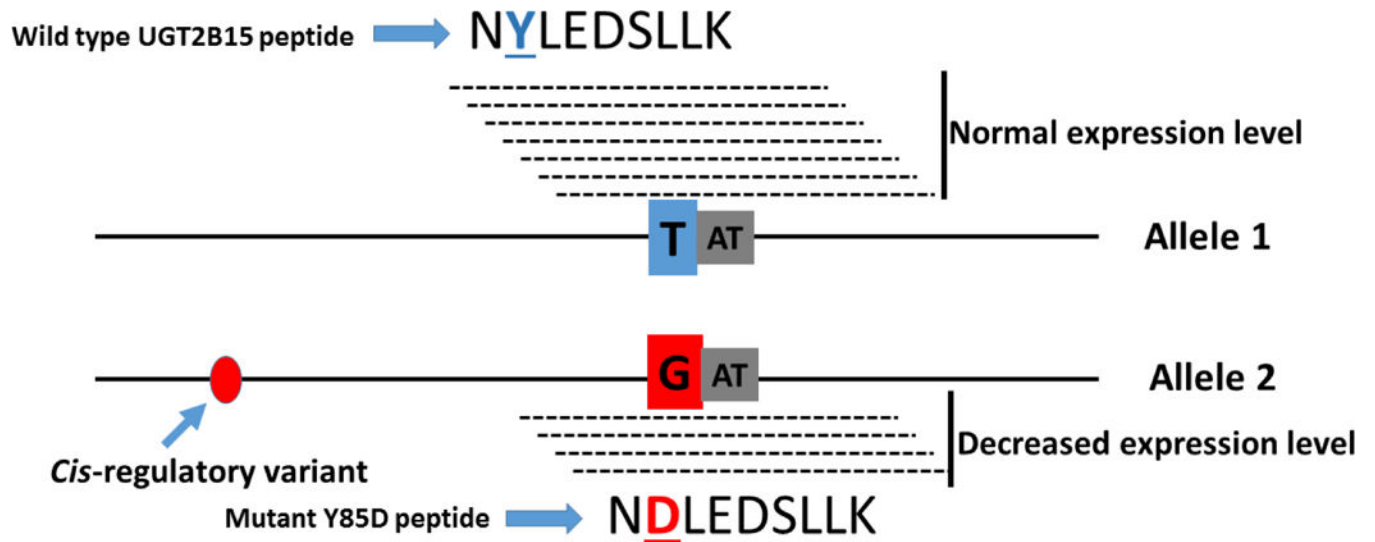 Wild type UGT2B15 peptide
NYLEDSLLK
Normal expression level
T AT
Allele 1
G AT
Allele 2
Decreased expression level
Cis-regulatory variant
Mutant Y85D peptide
NDLEDSLLK